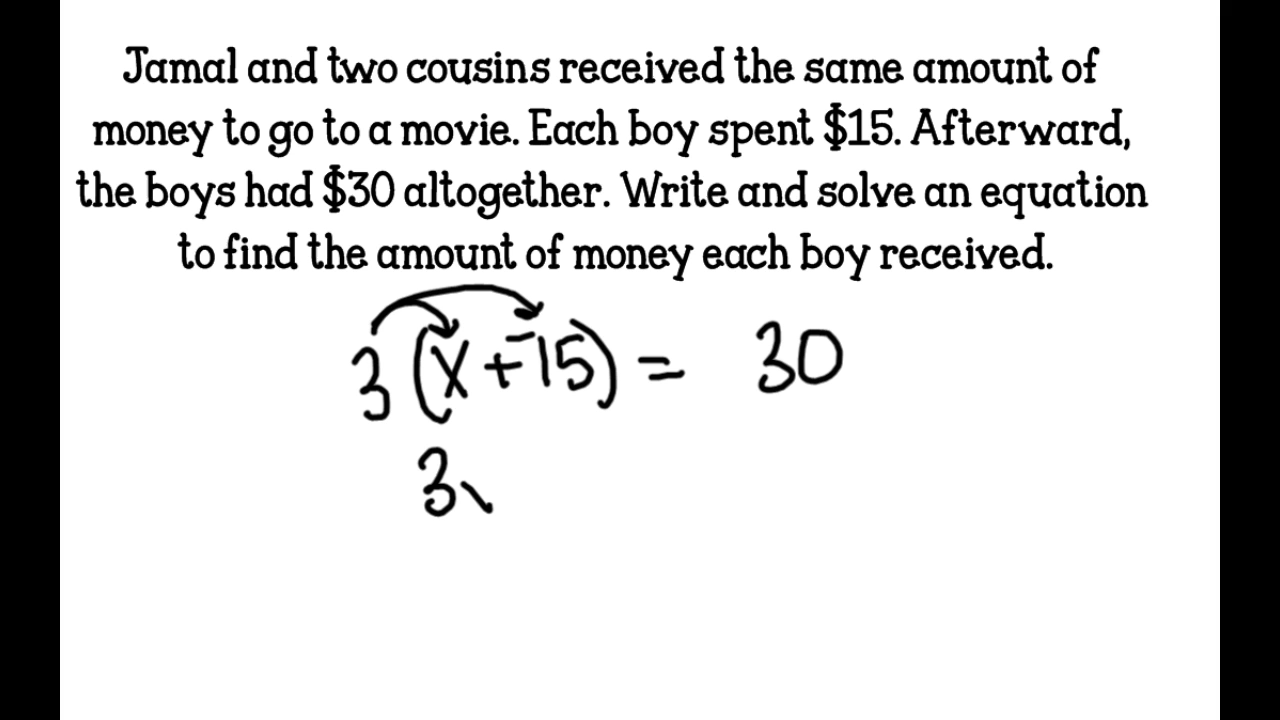 Jamal and two cousins received the same amount of
money to go to a movie. Each boy spent $15. Afterward,
the boys had $30 altogether. Write and solve an equation
to find the amount of money each boy received.
3 (x + -15) = 30
3